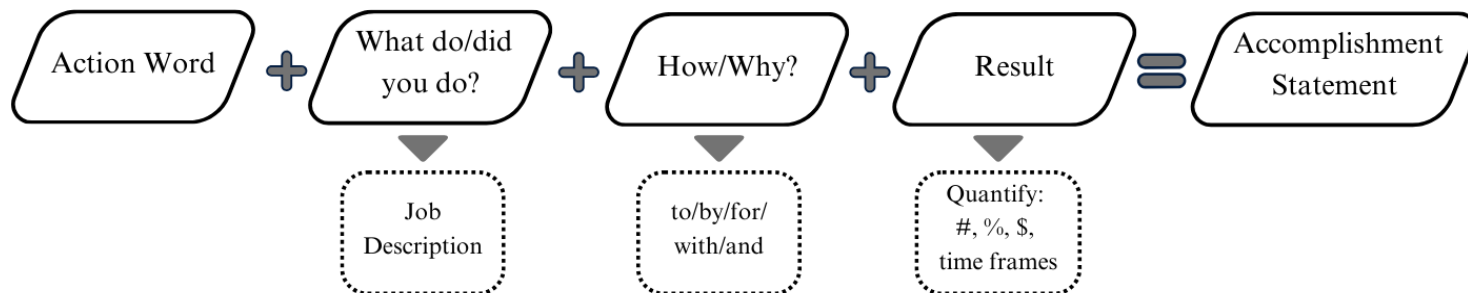 Action Word
What do/did
you do?
How/Why?
Result
Accomplishment
Statement
Job
Description
to/by/for/
with/and
Quantify:
#, %, $,
time frames